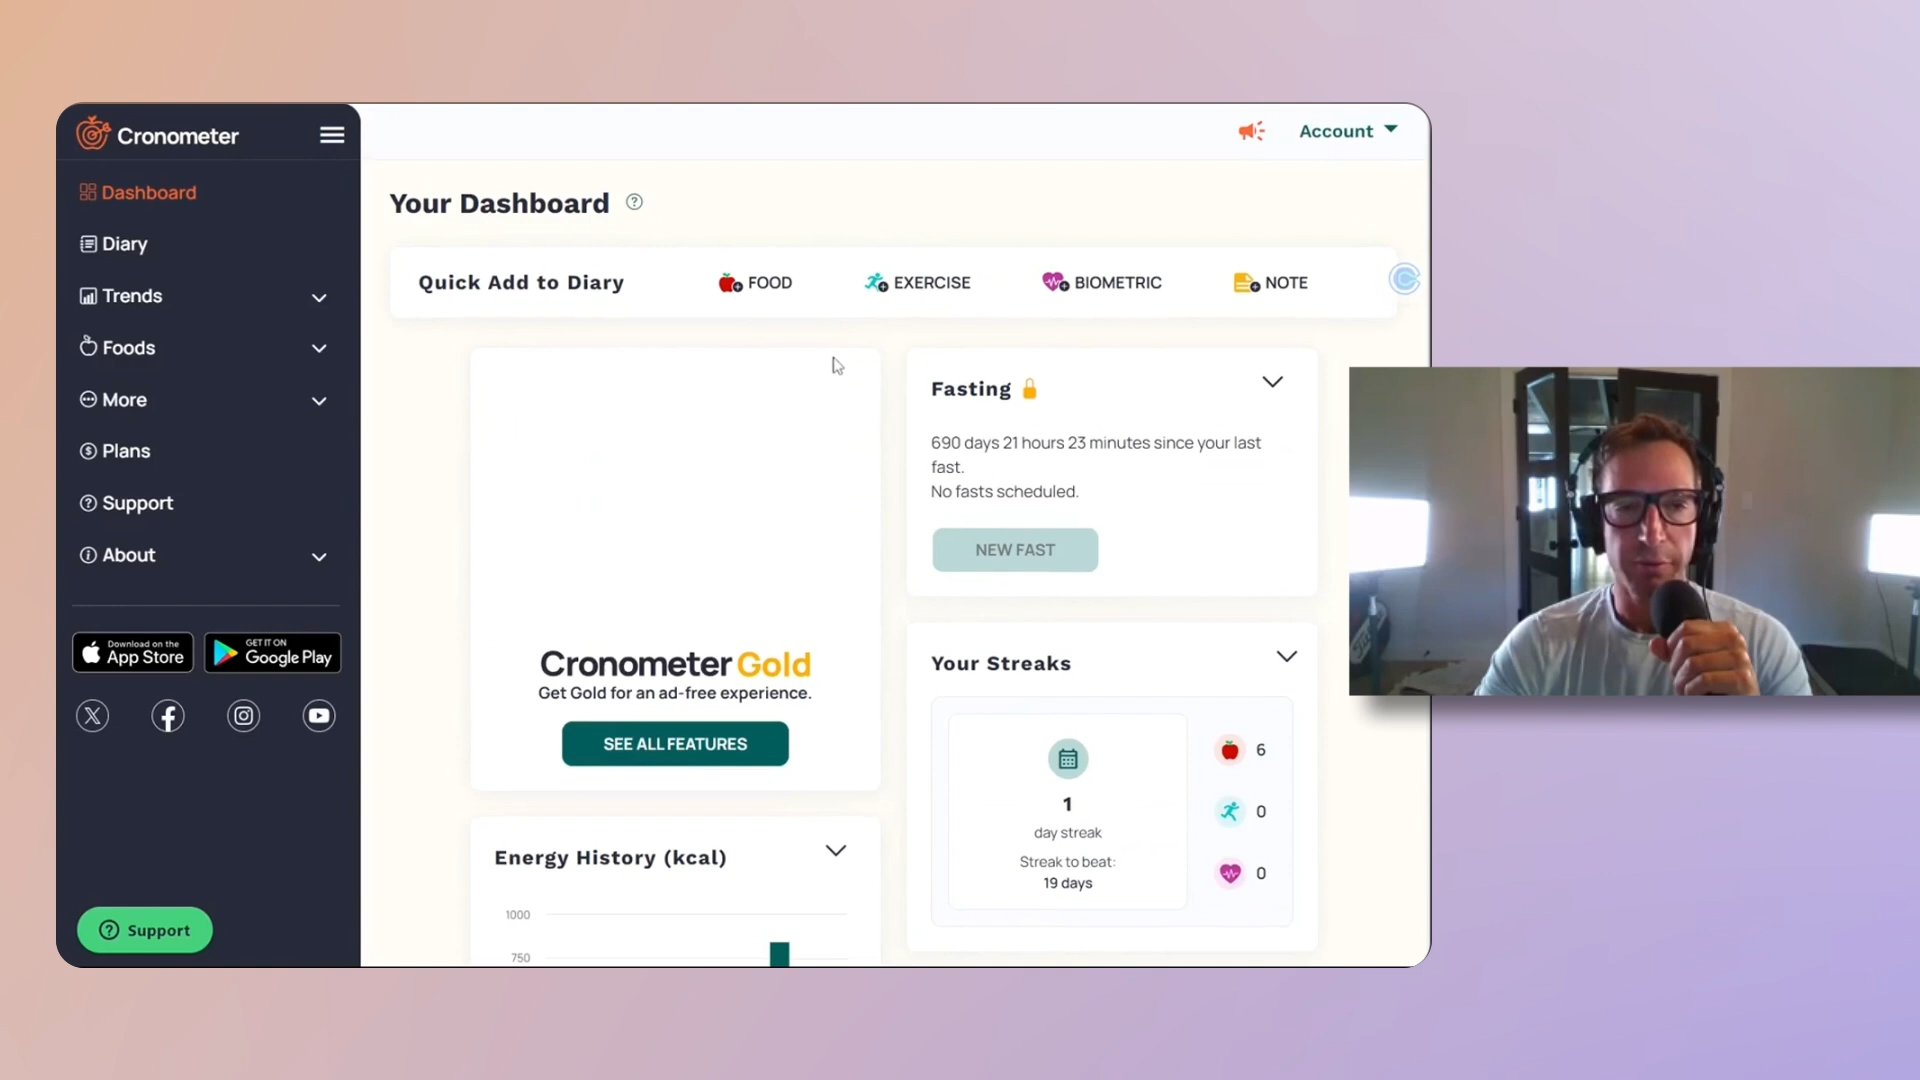 Cronometer
Dashboard
Diary
Trends
Foods
More
Plans
Support
About
Download on the
App Store
GET IT ON
Google Play
Support
Account
Your Dashboard
Quick Add to Diary
FOOD
EXERCISE
BIOMETRIC
NOTE
Cronometer Gold
Get Gold for an ad-free experience.
SEE ALL FEATURES
Energy History (kcal)
1000
750
Fasting
690 days 21 hours 23 minutes since your last
fast.
No fasts scheduled.
NEW FAST
Your Streaks
1
day streak
Streak to beat:
19 days
6
0
0